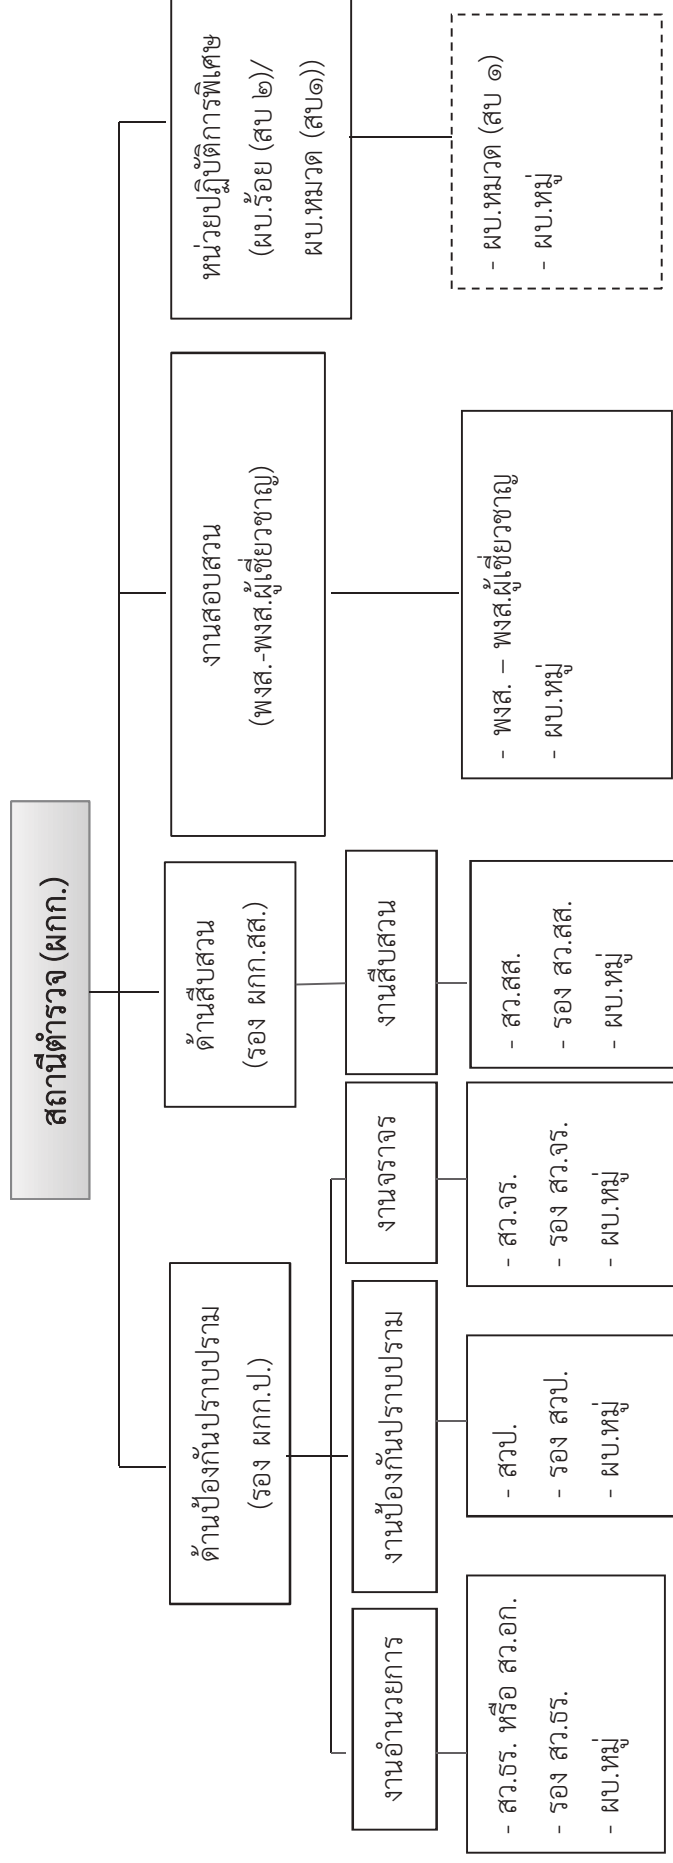 สถานีตำรวจ (ผกก.)
ด้านป้องกันปราบปราม
(รอง ผกก.ป.)
ด้านสืบสวน
(รอง ผกก.สส.)
งานสอบสวน
(พงส.-พงส.ผู้เชี่ยวชาญ)
หน่วยปฏิบัติการพิเศษ
(ผบ.ร้อย (สบ ๒)/
ผบ.หมวด (สบ๑))
งานอำนวยการ
งานป้องกันปราบปราม
งานจราจร
งานสืบสวน
- สว.ธร. หรือ สว.อก.
- รอง สว.ธร.
- ผบ.หมู่
- สวป.
- รอง สวป.
- ผบ.หมู่
- สว.จร.
- รอง สว.จร.
- ผบ.หมู่
- สว.สส.
- รอง สว.สส.
- ผบ.หมู่
- พงส. – พงส.ผู้เชี่ยวชาญ
- ผบ.หมู่
- ผบ.หมวด (สบ ๑)
- ผบ.หมู่